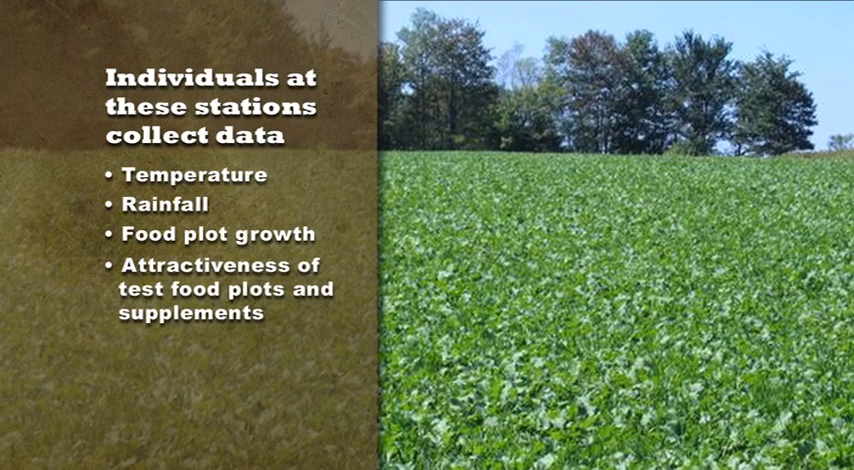 Individuals at
these stations
collect data
• Temperature
• Rainfall
• Food plot growth
• Attractiveness of
test food plots and
supplements